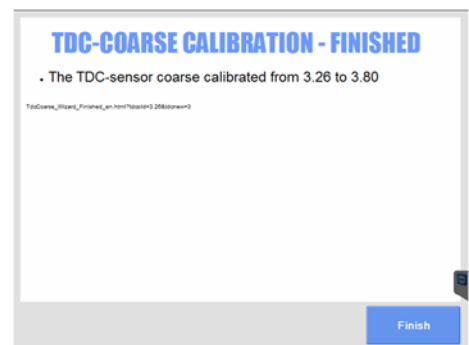 TDC-COARSE CALIBRATION - FINISHED
• The TDC-sensor coarse calibrated from 3.26 to 3.80
Finish